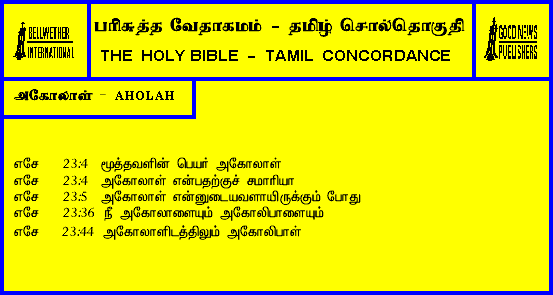 BELLWETHER
INTERNATIONAL
பரிசுத்த வேதாகமம் - தமிழ் சொல்தொகுதி
THE HOLY BIBLE - TAMIL CONCORDANCE
GOOD NEWS
PUBLISHERS
அகோலாள் - AHOLAH
எசே 23:4 மூத்தவளின் பெயர் அகோலாள்
எசே 23:4 அகோலாள் என்பதற்குச் சமாரியா
எசே 23:5 அகோலாள் என்னுடையவளாயிருக்கும் போது
எசே 23:36 நீ அகோலாளையும் அகோலிபாளையும்
எசே 23:44 அகோலாளிடத்திலும் அகோலிபாள்